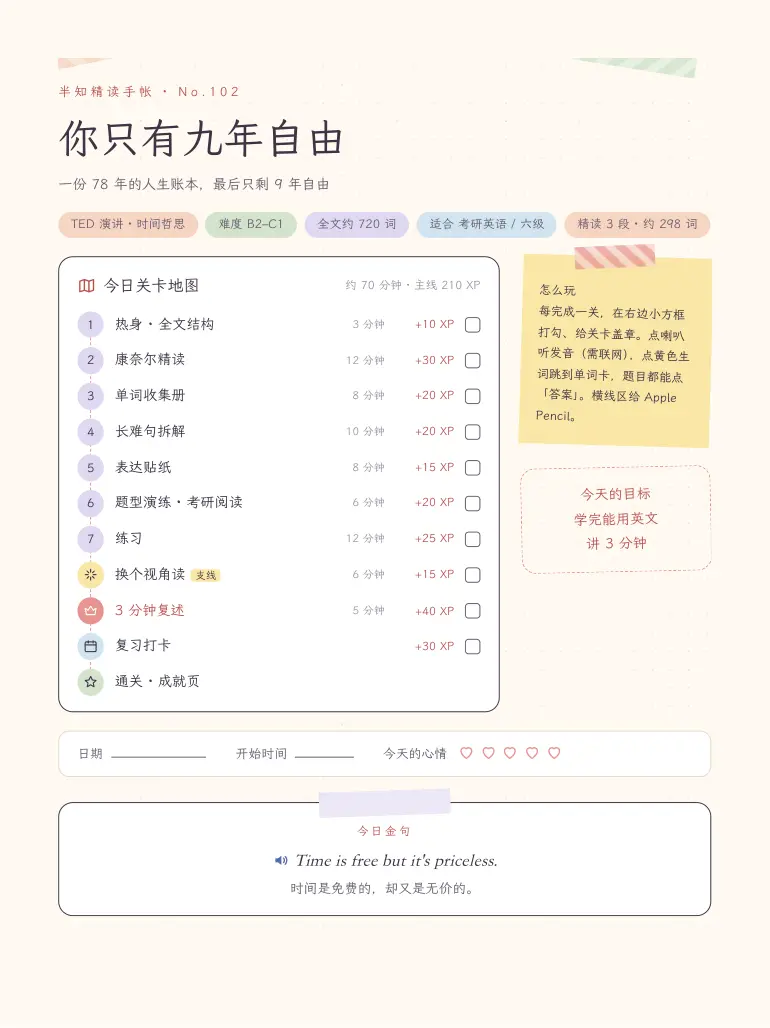 半知精读手帐 · No.102
你只有九年自由
一份 78 年的人生账本，最后只剩 9 年自由
TED 演讲·时间哲思 难度 B2–C1 全文约 720 词 适合 考研英语 / 六级 精读 3 段·约 298 词
今日关卡地图 约 70 分钟·主线 210 XP
1 热身·全文结构 3 分钟 +10 XP
2 康奈尔精读 12 分钟 +30 XP
3 单词收集册 8 分钟 +20 XP
4 长难句拆解 10 分钟 +20 XP
5 表达贴纸 8 分钟 +15 XP
6 题型演练·考研阅读 6 分钟 +20 XP
7 练习 12 分钟 +25 XP
换个视角读 支线 6 分钟 +15 XP
3 分钟复述 5 分钟 +40 XP
复习打卡 +30 XP
通关·成就页
怎么玩
每完成一关，在右边小方框
打勾、给关卡盖章。点喇叭
听发音（需联网），点黄色生
词跳到单词卡，题目都能点
「答案」。横线区给 Apple
Pencil。
今天的目标
学完能用英文
讲 3 分钟
日期 开始时间 今天的心情
今日金句
Time is free but it's priceless.
时间是免费的，却又是无价的。